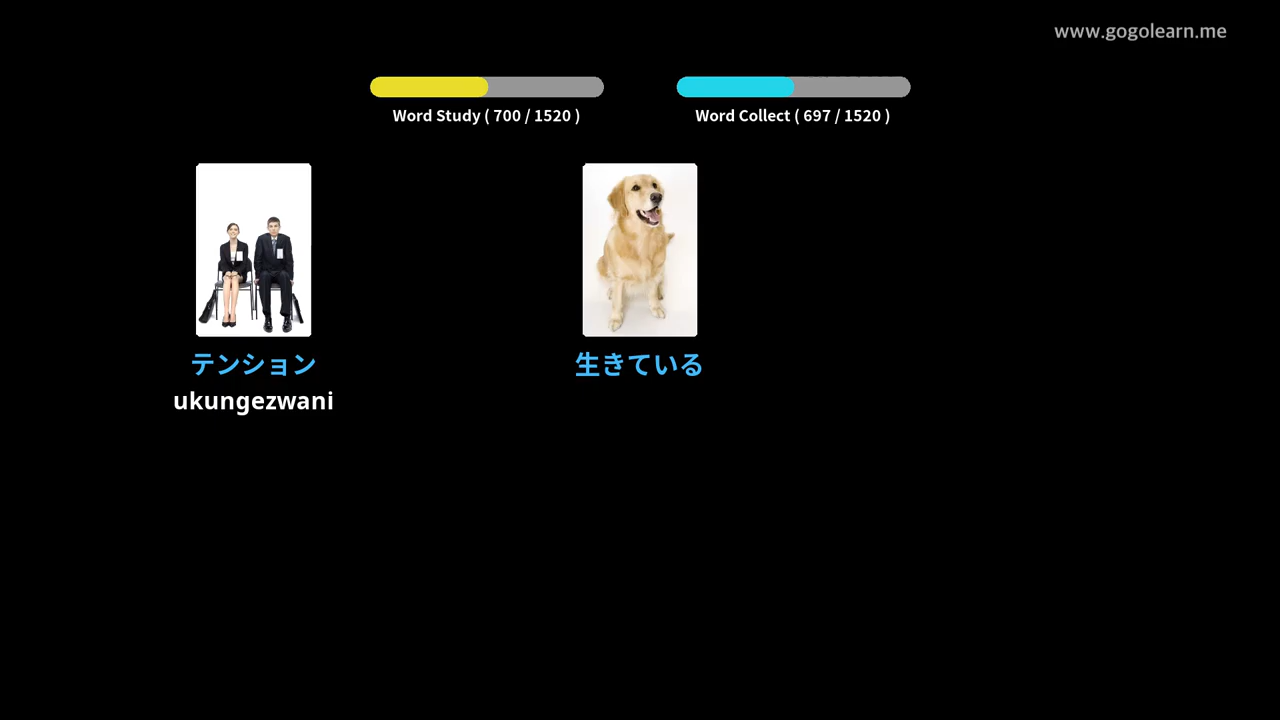 www.gogolearn.me
Word Study ( 700 / 1520 )
Word Collect ( 697 / 1520 )
テンション
生きている
ukungezwani